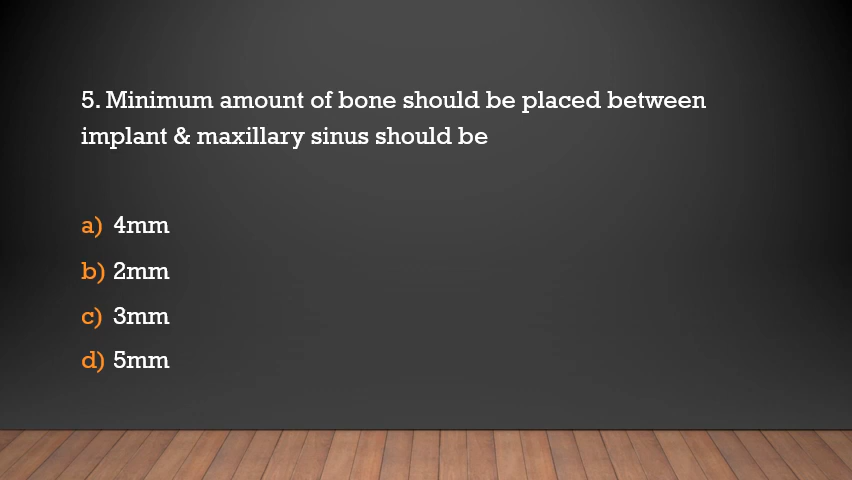 5. Minimum amount of bone should be placed between
implant & maxillary sinus should be
a) 4mm
b) 2mm
c) 3mm
d) 5mm